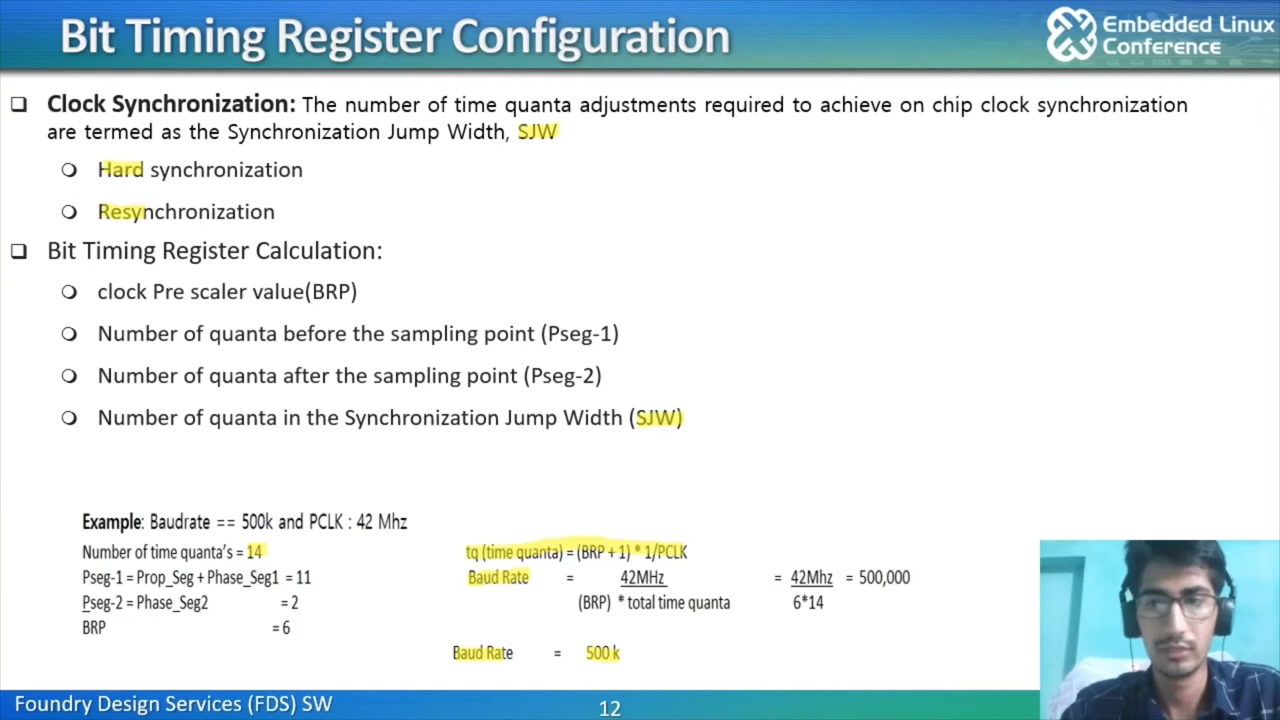 Bit Timing Register Configuration
Embedded Linux
Conference
Clock Synchronization: The number of time quanta adjustments required to achieve on chip clock synchronization
are termed as the Synchronization Jump Width, SJW
Hard synchronization
Resynchronization
Bit Timing Register Calculation:
clock Pre scaler value(BRP)
Number of quanta before the sampling point (Pseg-1)
Number of quanta after the sampling point (Pseg-2)
Number of quanta in the Synchronization Jump Width (SJW)
Example: Baudrate == 500k and PCLK : 42 Mhz
Number of time quanta's = 14
Pseg-1 = Prop_Seg + Phase_Seg1 = 11
Pseg-2 = Phase_Seg2 = 2
BRP = 6
tq (time quanta) = (BRP + 1) * 1/PCLK
Baud Rate = 42MHz = 42Mhz = 500,000
(BRP) * total time quanta 6*14
Baud Rate = 500 k
Foundry Design Services (FDS) SW
12